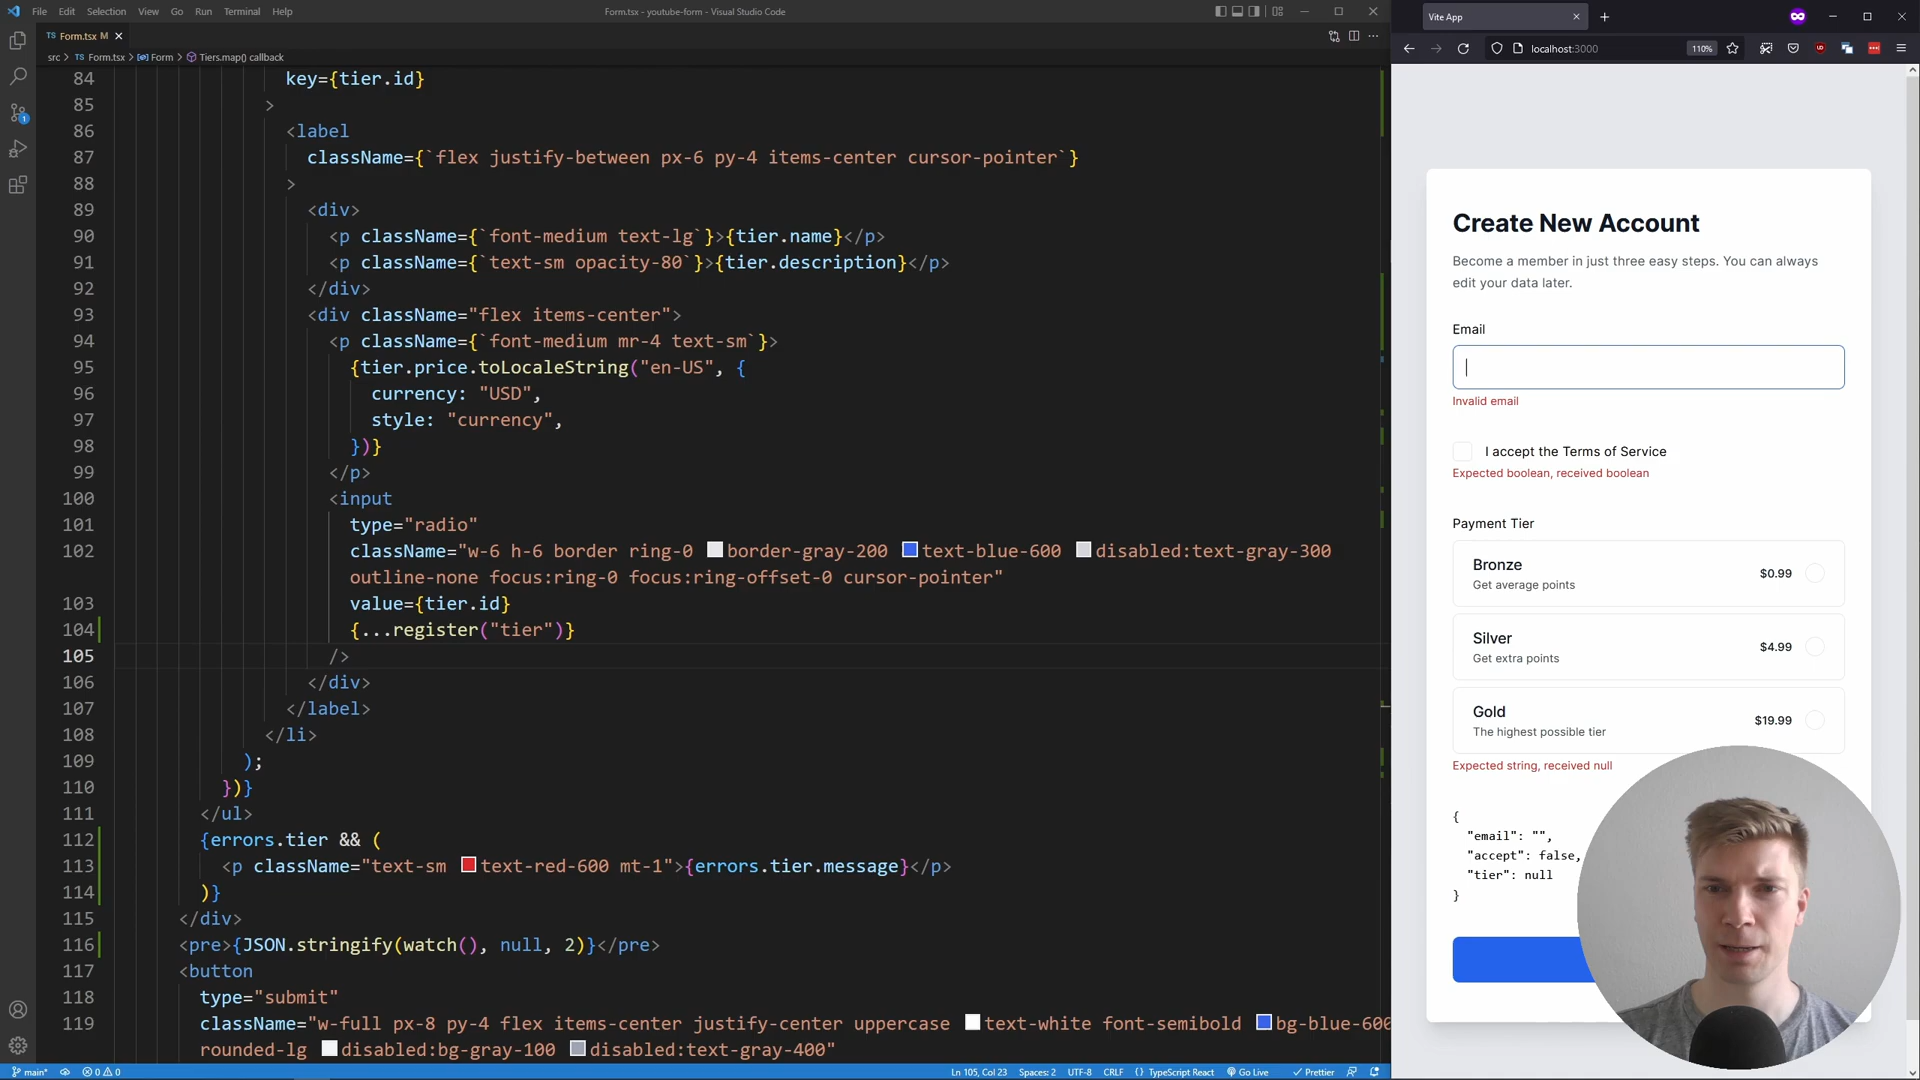 File Edit Selection View Go Run Terminal Help
Form.tsx - youtube-form - Visual Studio Code
TS Form.tsx M
src > TS Form.tsx > Form > Tiers.map() callback
84 key={tier.id}
85 >
86 <label
87 className={`flex justify-between px-6 py-4 items-center cursor-pointer`}
88 >
89 <div>
90 <p className={`font-medium text-lg`}>{tier.name}</p>
91 <p className={`text-sm opacity-80`}>{tier.description}</p>
92 </div>
93 <div className="flex items-center">
94 <p className={`font-medium mr-4 text-sm`}>
95 {tier.price.toLocaleString("en-US", {
96 currency: "USD",
97 style: "currency",
98 })}
99 </p>
100 <input
101 type="radio"
102 className="w-6 h-6 border ring-0 border-gray-200 text-blue-600 disabled:text-gray-300
outline-none focus:ring-0 focus:ring-offset-0 cursor-pointer"
103 value={tier.id}
104 {...register("tier")}
105 />
106 </div>
107 </label>
108 </li>
109 );
110 })}
111 </ul>
112 {errors.tier && (
113 <p className="text-sm text-red-600 mt-1">{errors.tier.message}</p>
114 )}
115 </div>
116 <pre>{JSON.stringify(watch(), null, 2)}</pre>
117 <button
118 type="submit"
119 className="w-full px-8 py-4 flex items-center justify-center uppercase text-white font-semibold bg-blue-600
rounded-lg disabled:bg-gray-100 disabled:text-gray-400"
main* 0 0 Ln 105, Col 23 Spaces: 2 UTF-8 CRLF {} TypeScript React Go Live Prettier
1
Vite App
localhost:3000
110%
Create New Account
Become a member in just three easy steps. You can always
edit your data later.
Email
Invalid email
I accept the Terms of Service
Expected boolean, received boolean
Payment Tier
Bronze
Get average points
$0.99
Silver
Get extra points
$4.99
Gold
The highest possible tier
$19.99
Expected string, received null
{
"email": "",
"accept": false,
"tier": null
}